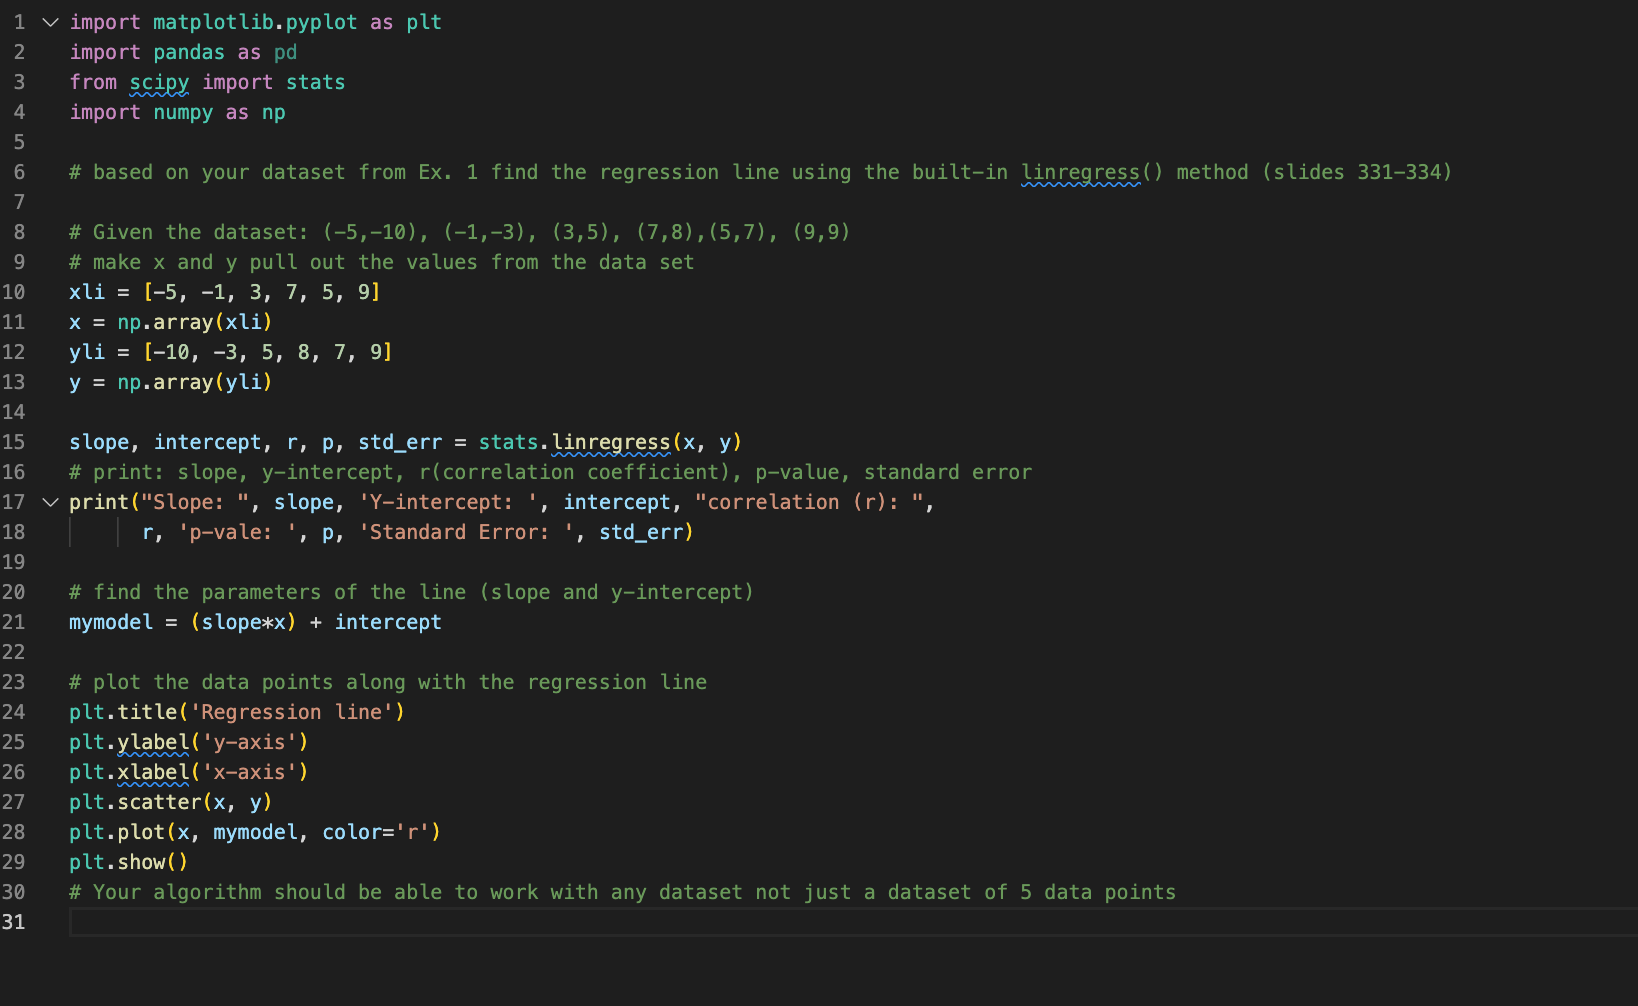 1 import matplotlib.pyplot as plt
2 import pandas as pd
3 from scipy import stats
4 import numpy as np
5
6 # based on your dataset from Ex. 1 find the regression line using the built-in linregress() method (slides 331-334)
7
8 # Given the dataset: (-5,-10), (-1,-3), (3,5), (7,8),(5,7), (9,9)
9 # make x and y pull out the values from the data set
10 xli = [-5, -1, 3, 7, 5, 9]
11 x = np.array(xli)
12 yli = [-10, -3, 5, 8, 7, 9]
13 y = np.array(yli)
14
15 slope, intercept, r, p, std_err = stats.linregress(x, y)
16 # print: slope, y-intercept, r(correlation coefficient), p-value, standard error
17 print("Slope: ", slope, 'Y-intercept: ', intercept, "correlation (r): ",
18       r, 'p-vale: ', p, 'Standard Error: ', std_err)
19
20 # find the parameters of the line (slope and y-intercept)
21 mymodel = (slope*x) + intercept
22
23 # plot the data points along with the regression line
24 plt.title('Regression line')
25 plt.ylabel('y-axis')
26 plt.xlabel('x-axis')
27 plt.scatter(x, y)
28 plt.plot(x, mymodel, color='r')
29 plt.show()
30 # Your algorithm should be able to work with any dataset not just a dataset of 5 data points
31